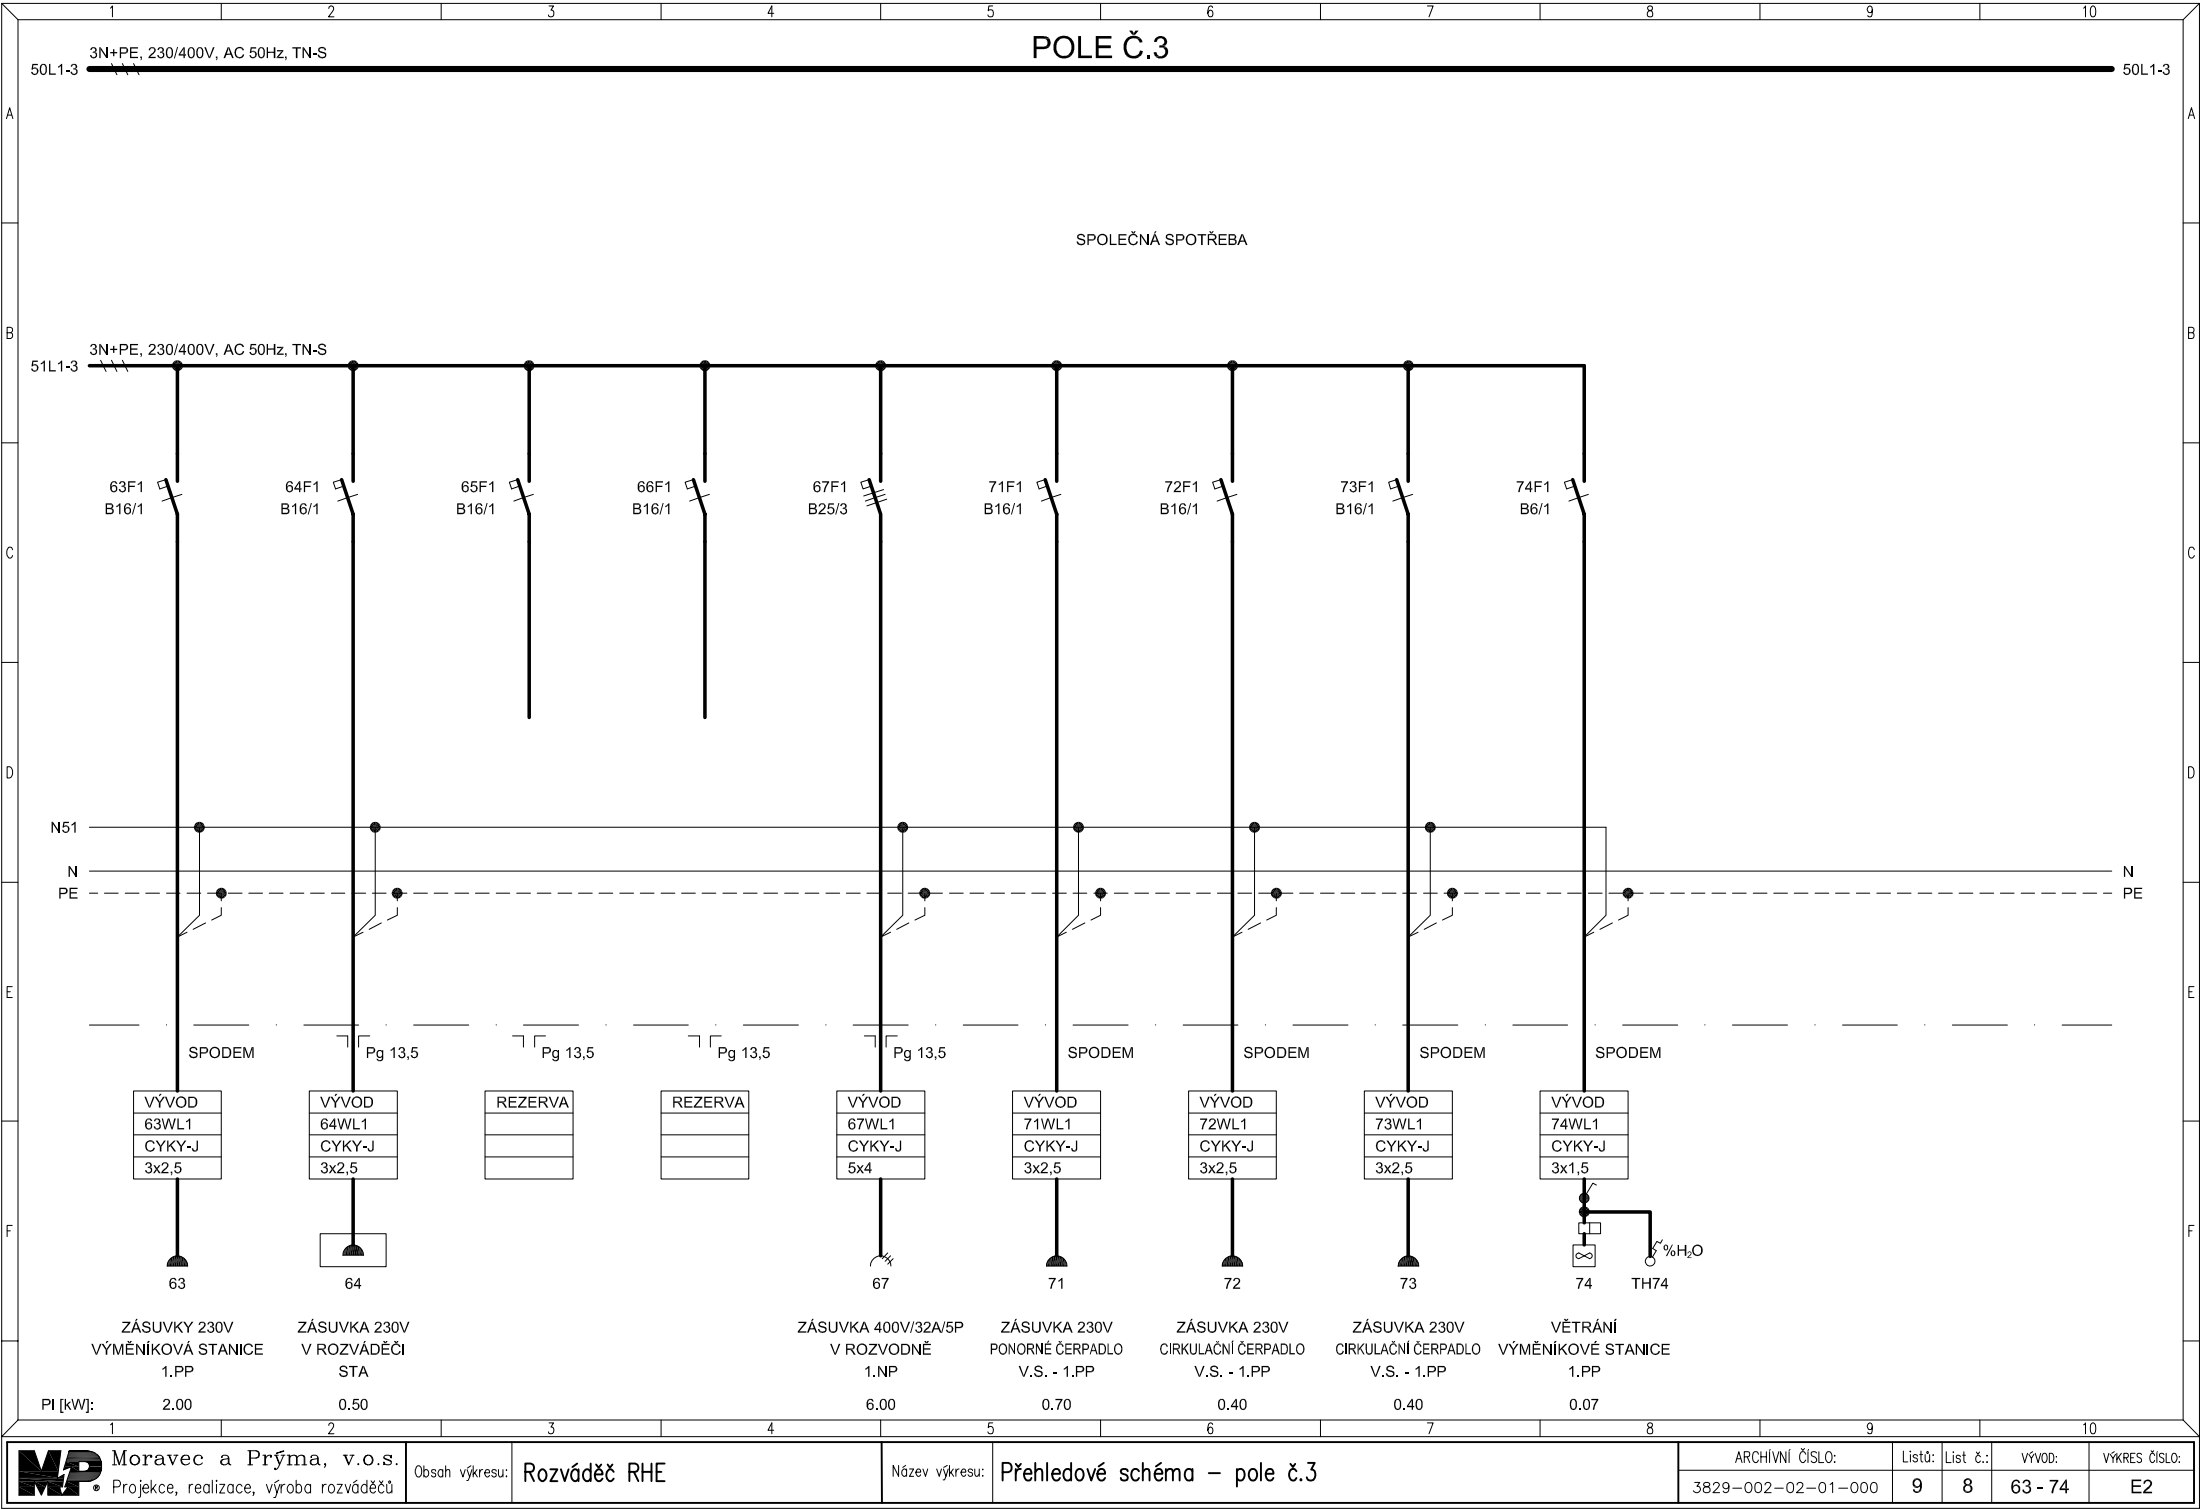 1 2 3 4 5 6 7 8 9 10
POLE Č.3
3N+PE, 230/400V, AC 50Hz, TN-S
50L1-3 50L1-3
A A
SPOLEČNÁ SPOTŘEBA
B B
3N+PE, 230/400V, AC 50Hz, TN-S
51L1-3
63F1 64F1 65F1 66F1 67F1 71F1 72F1 73F1 74F1
B16/1 B16/1 B16/1 B16/1 B25/3 B16/1 B16/1 B16/1 B6/1
C C
D D
N51
N N
PE PE
E E
SPODEM Pg 13,5 Pg 13,5 Pg 13,5 Pg 13,5 SPODEM SPODEM SPODEM SPODEM
VÝVOD VÝVOD REZERVA REZERVA VÝVOD VÝVOD VÝVOD VÝVOD VÝVOD
63WL1 64WL1 67WL1 71WL1 72WL1 73WL1 74WL1
CYKY-J CYKY-J CYKY-J CYKY-J CYKY-J CYKY-J CYKY-J
3x2,5 3x2,5 5x4 3x2,5 3x2,5 3x2,5 3x1,5
F F
%H₂O
63 64 67 71 72 73 74 TH74
ZÁSUVKY 230V ZÁSUVKA 230V ZÁSUVKA 400V/32A/5P ZÁSUVKA 230V ZÁSUVKA 230V ZÁSUVKA 230V VĚTRÁNÍ
VÝMĚNÍKOVÁ STANICE V ROZVÁDĚČI V ROZVODNĚ PONORNÉ ČERPADLO CIRKULAČNÍ ČERPADLO CIRKULAČNÍ ČERPADLO VÝMĚNÍKOVÉ STANICE
1.PP STA 1.NP V.S. - 1.PP V.S. - 1.PP V.S. - 1.PP 1.PP
PI [kW]: 2.00 0.50 6.00 0.70 0.40 0.40 0.07
1 2 3 4 5 6 7 8 9 10
MP Moravec a Prýma, v.o.s.
Projekce, realizace, výroba rozváděčů
Obsah výkresu: Rozváděč RHE
Název výkresu: Přehledové schéma – pole č.3
ARCHÍVNÍ ČÍSLO: Listů: List č.: VÝVOD: VÝKRES ČÍSLO:
3829-002-02-01-000 9 8 63 - 74 E2